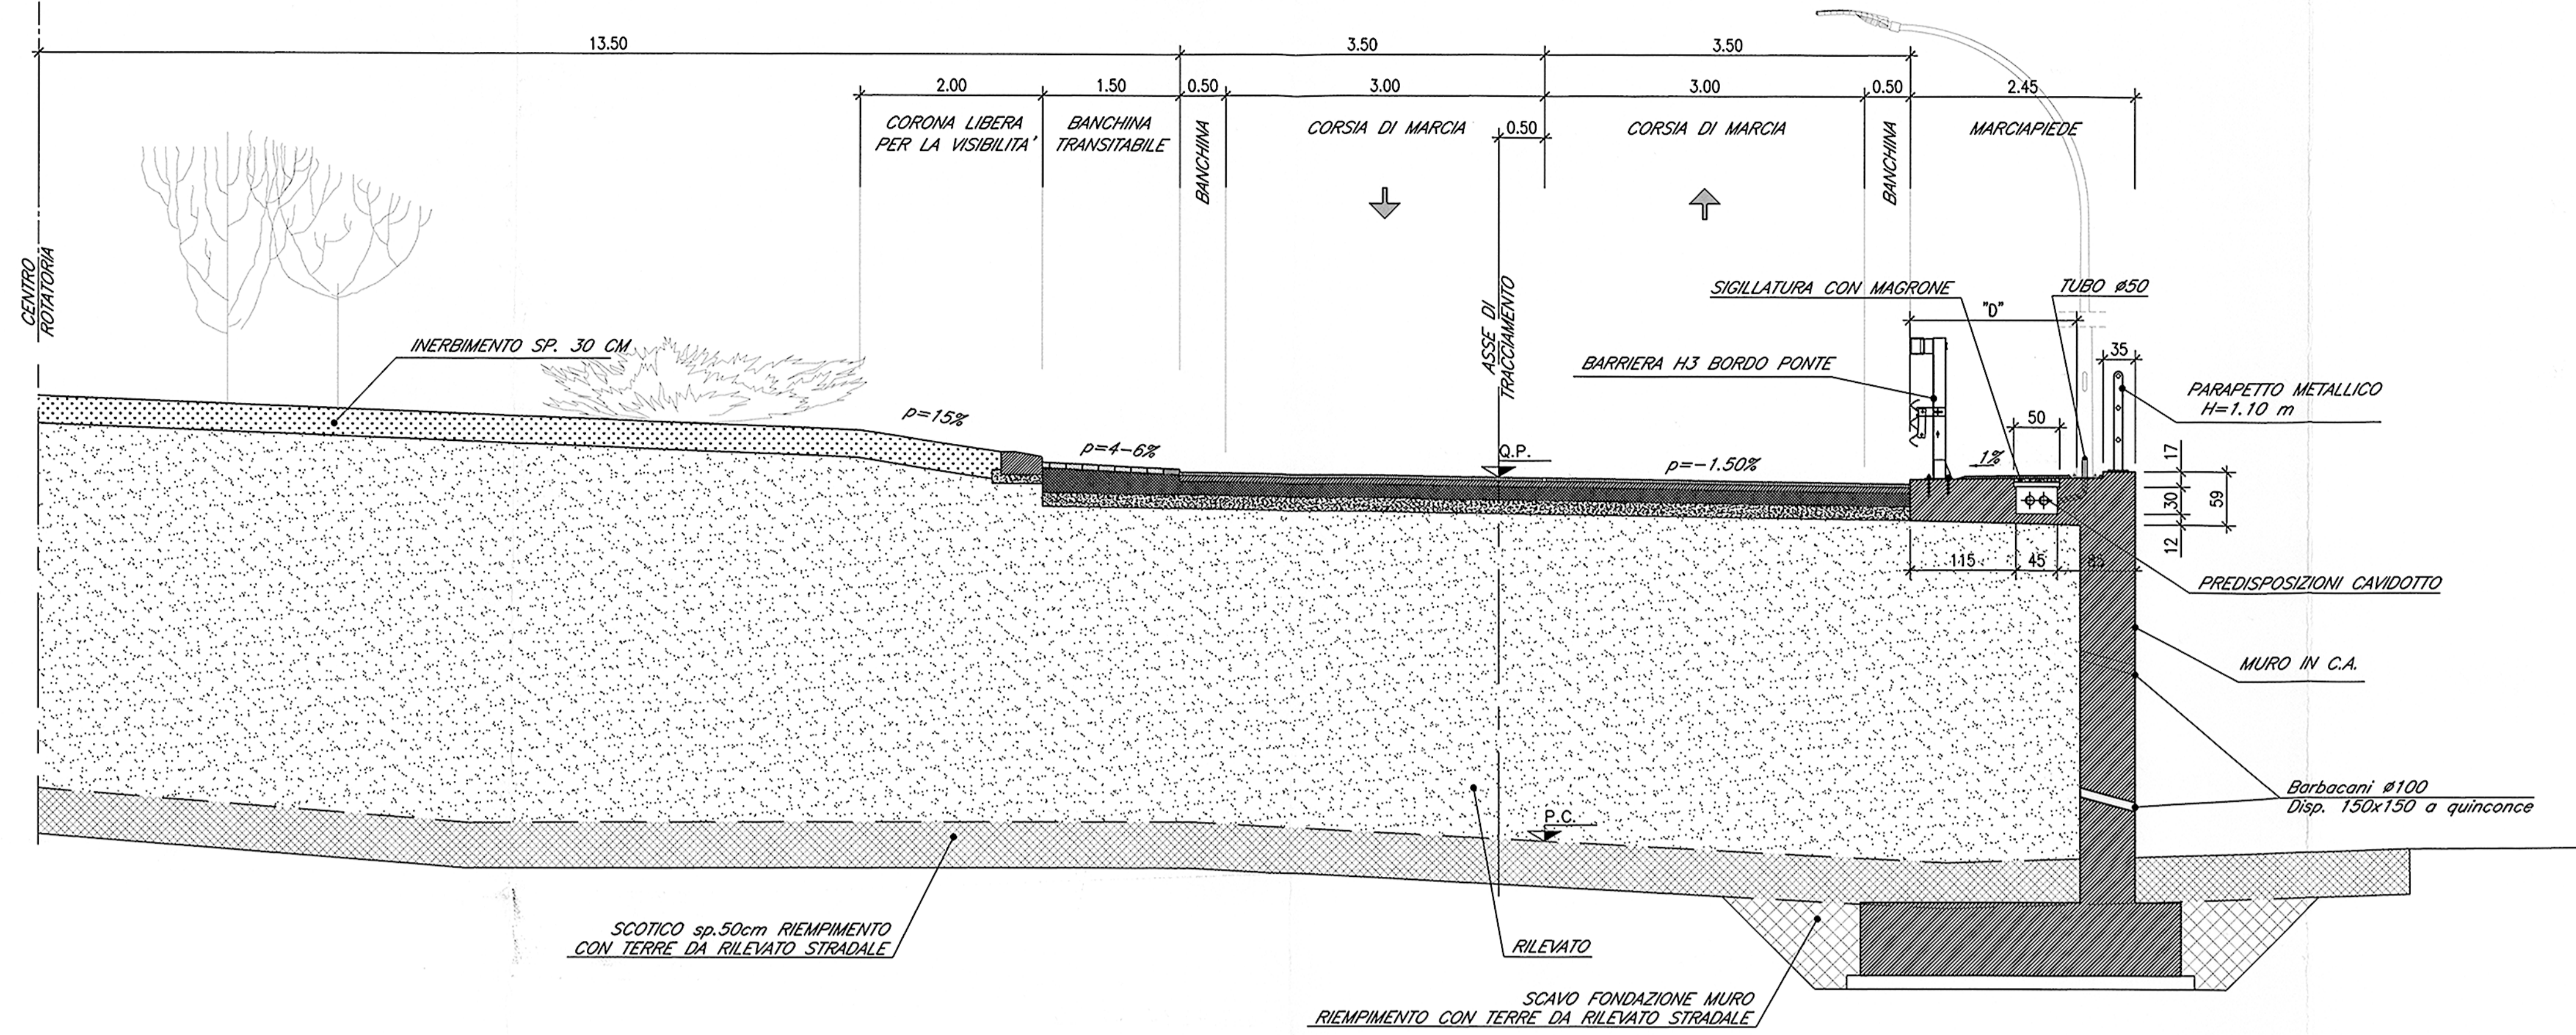 13.50
3.50
3.50
2.00
1.50
0.50
3.00
3.00
0.50
2.45
CORONA LIBERA
PER LA VISIBILITA'
BANCHINA
TRANSITABILE
BANCHINA
CORSIA DI MARCIA
0.50
CORSIA DI MARCIA
BANCHINA
MARCIAPIEDE
CENTRO
ROTATORIA
ASSE DI
TRACCIAMENTO
SIGILLATURA CON MAGRONE
TUBO ø50
"D"
INERBIMENTO SP. 30 CM
BARRIERA H3 BORDO PONTE
35
PARAPETTO METALLICO
H=1.10 m
p=15%
p=4-6%
Q.P.
p=-1.50%
1%
50
17
30
59
12
115
45
85
PREDISPOSIZIONI CAVIDOTTO
MURO IN C.A.
Barbacani ø100
Disp. 150x150 a quinconce
P.C.
SCOTICO sp.50cm RIEMPIMENTO
CON TERRE DA RILEVATO STRADALE
RILEVATO
SCAVO FONDAZIONE MURO
RIEMPIMENTO CON TERRE DA RILEVATO STRADALE